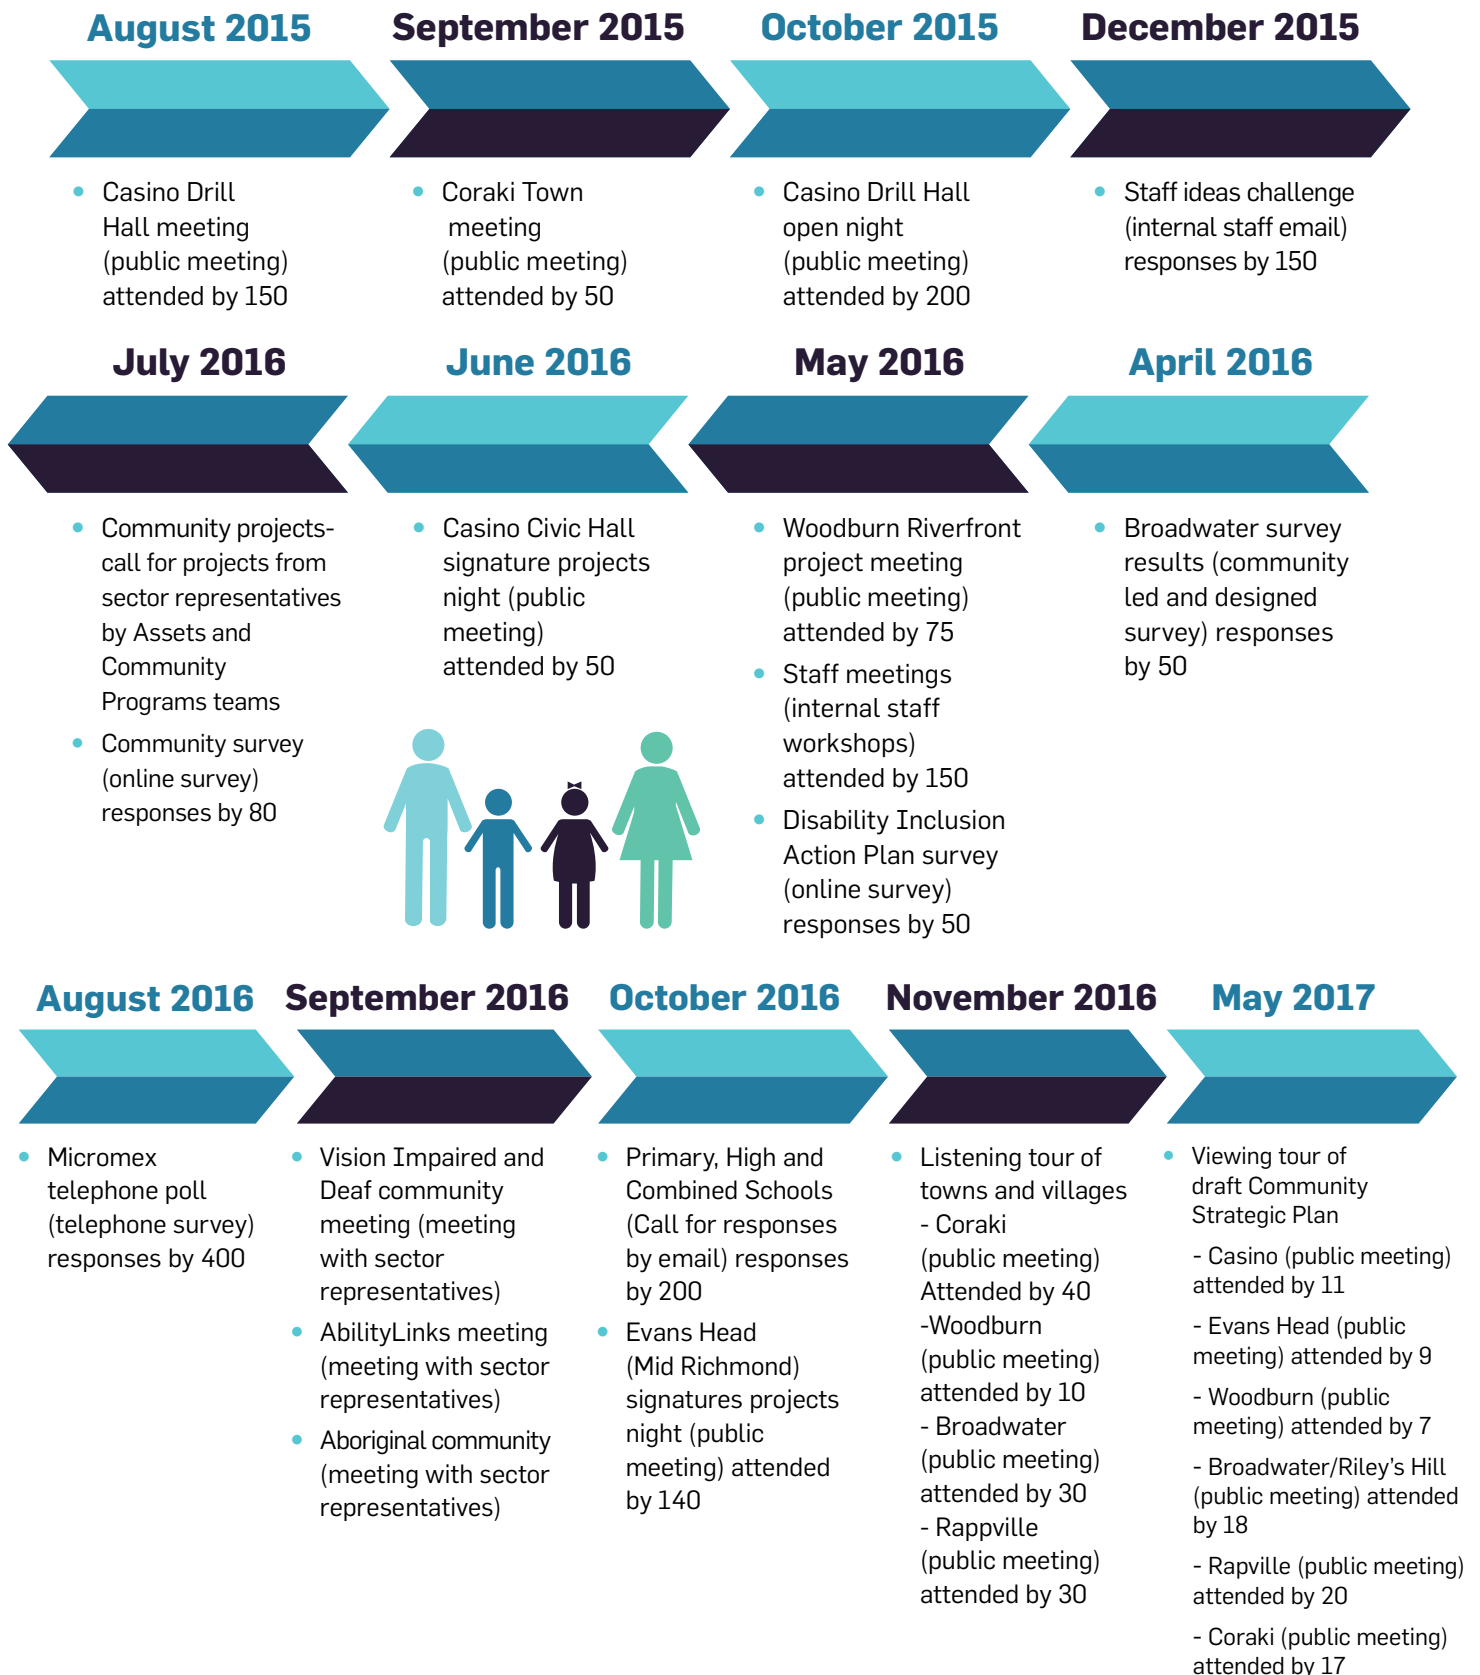 August 2015
September 2015
October 2015
December 2015
• Casino Drill
Hall meeting
(public meeting)
attended by 150
• Coraki Town
meeting
(public meeting)
attended by 50
• Casino Drill Hall
open night
(public meeting)
attended by 200
• Staff ideas challenge
(internal staff email)
responses by 150
July 2016
June 2016
May 2016
April 2016
• Community projects-
call for projects from
sector representatives
by Assets and
Community
Programs teams
• Community survey
(online survey)
responses by 80
• Casino Civic Hall
signature projects
night (public
meeting)
attended by 50
• Woodburn Riverfront
project meeting
(public meeting)
attended by 75
• Staff meetings
(internal staff
workshops)
attended by 150
• Disability Inclusion
Action Plan survey
(online survey)
responses by 50
• Broadwater survey
results (community
led and designed
survey) responses
by 50
August 2016
September 2016
October 2016
November 2016
May 2017
• Micromex
telephone poll
(telephone survey)
responses by 400
• Vision Impaired and
Deaf community
meeting (meeting
with sector
representatives)
• AbilityLinks meeting
(meeting with sector
representatives)
• Aboriginal community
(meeting with sector
representatives)
• Primary, High and
Combined Schools
(Call for responses
by email) responses
by 200
• Evans Head
(Mid Richmond)
signatures projects
night (public
meeting) attended
by 140
• Listening tour of
towns and villages
- Coraki
(public meeting)
Attended by 40
-Woodburn
(public meeting)
attended by 10
- Broadwater
(public meeting)
attended by 30
- Rappville
(public meeting)
attended by 30
• Viewing tour of
draft Community
Strategic Plan
- Casino (public meeting)
attended by 11
- Evans Head (public
meeting) attended by 9
- Woodburn (public
meeting) attended by 7
- Broadwater/Riley's Hill
(public meeting) attended
by 18
- Rapville (public meeting)
attended by 20
- Coraki (public meeting)
attended by 17